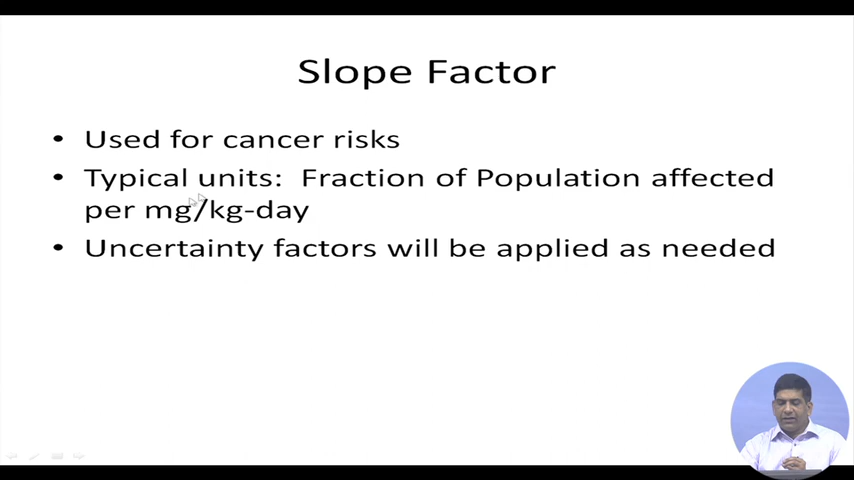 Slope Factor
• Used for cancer risks
• Typical units: Fraction of Population affected
per mg/kg-day
• Uncertainty factors will be applied as needed